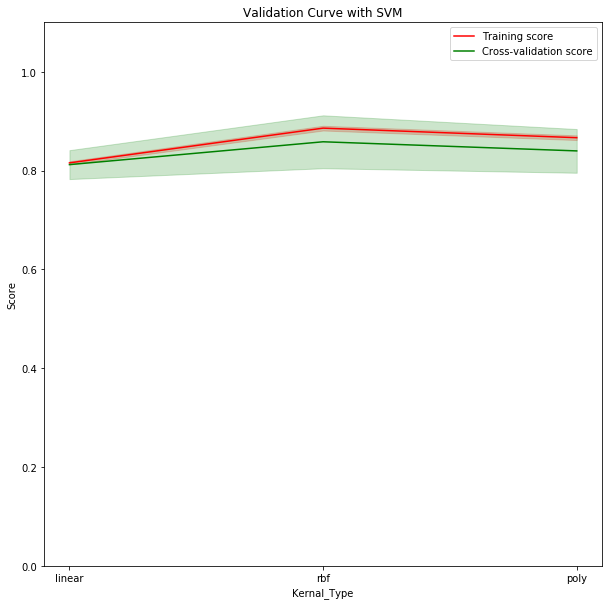 Validation Curve with SVM
Training score
Cross-validation score
1.0
0.8
0.6
0.4
0.2
0.0
Score
linear
rbf
poly
Kernal_Type